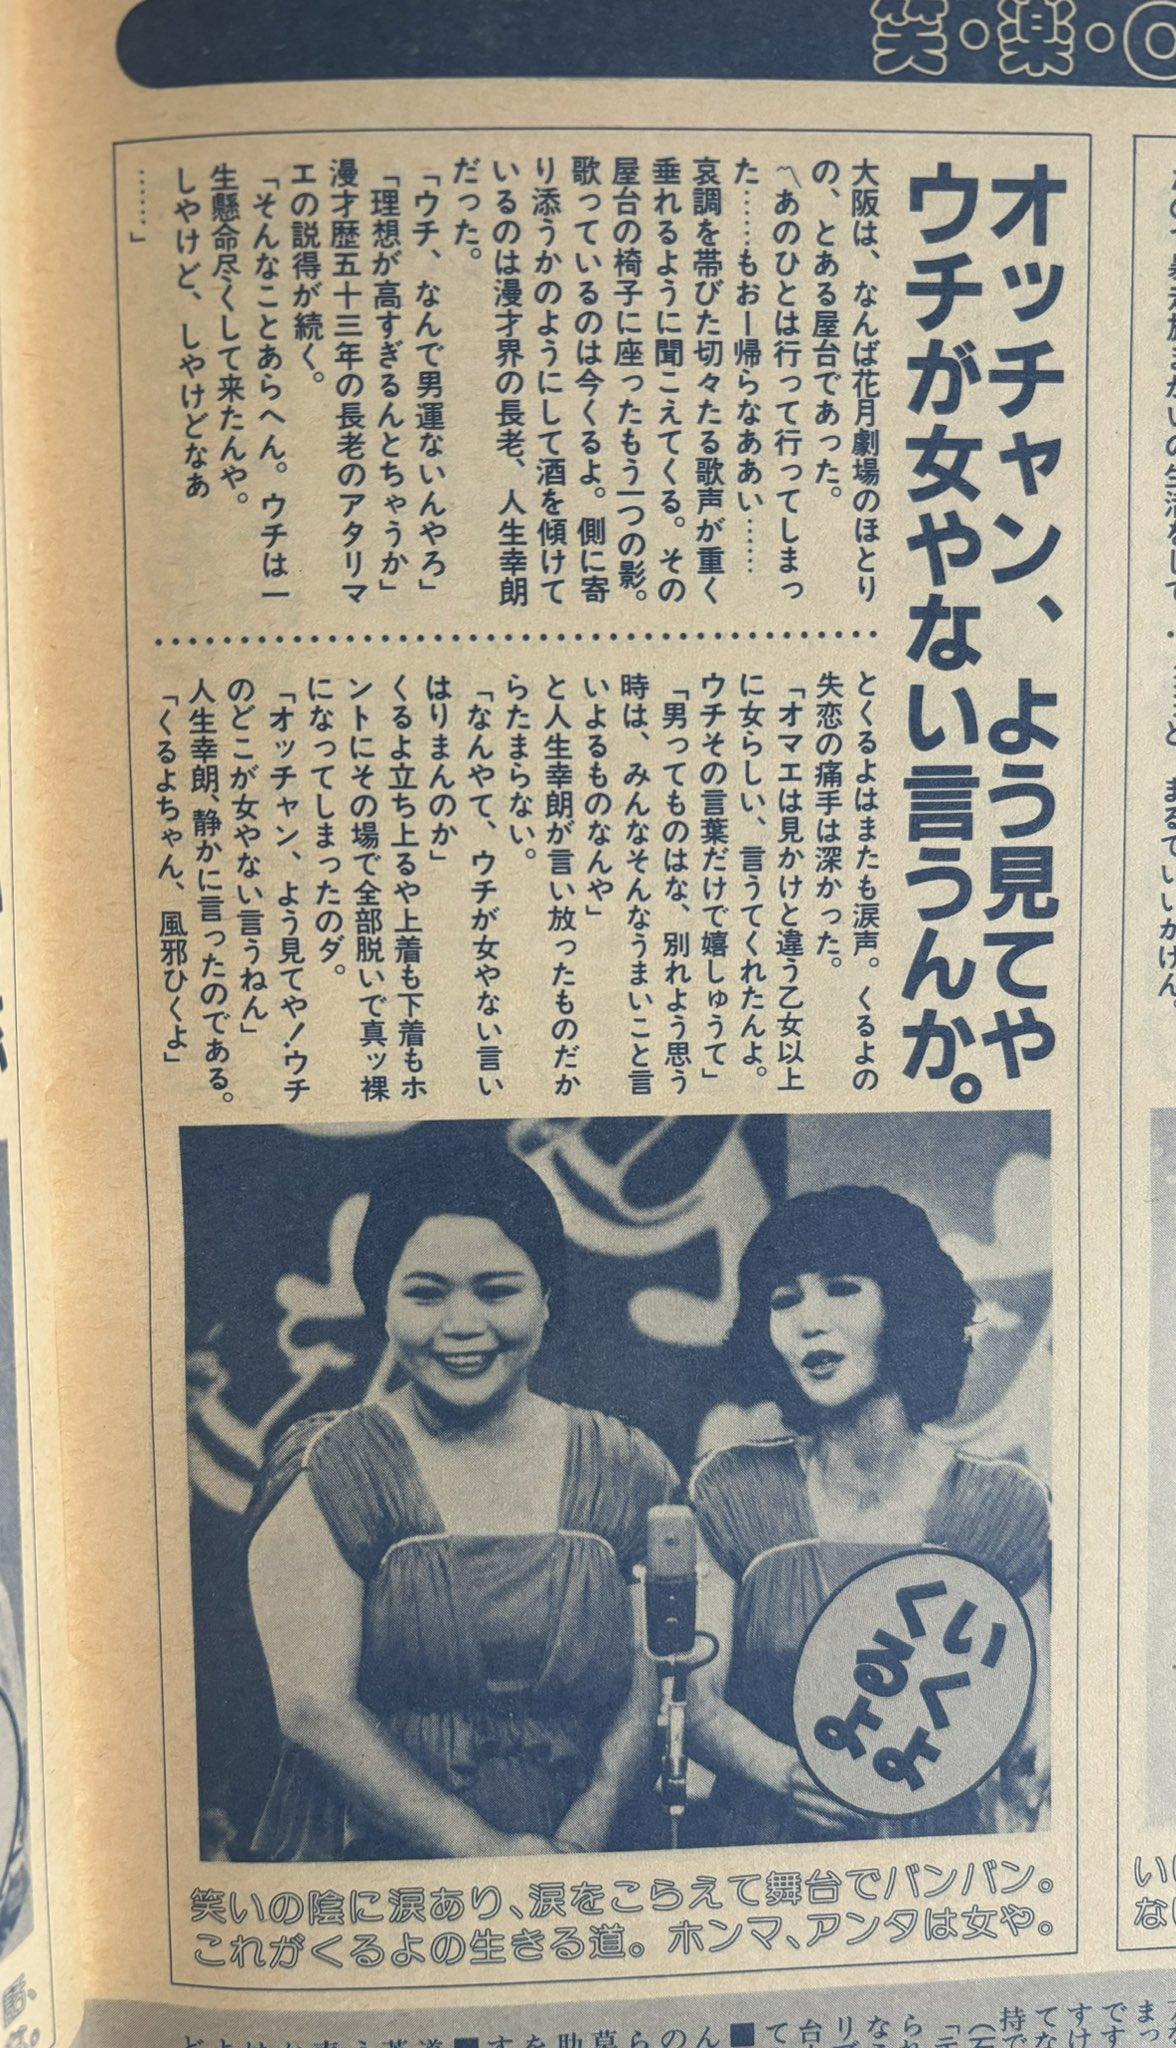 笑・楽・
オッチャン、よう見てや
ウチが女やない言うんか。
大阪は、なんば花月劇場のほとり
の、とある屋台であった。
〽あのひとは行って行ってしまっ
た……もおー帰らなああい……
哀調を帯びた切々たる歌声が重く
垂れるように聞こえてくる。その
屋台の椅子に座ったもう一つの影。
歌っているのは今くるよ。側に寄
り添うかのようにして酒を傾けて
いるのは漫才界の長老、人生幸朗
だった。
「ウチ、なんで男運ないんやろ」
「理想が高すぎるんとちゃうか」
漫才歴五十三年の長老のアタリマ
エの説得が続く。
「そんなことあらへん。ウチは一
生懸命尽くして来たんや。
しやけど、しやけどなあ
……」
とくるよはまたも涙声。くるよの
失恋の痛手は深かった。
「オマエは見かけと違う乙女以上
に女らしい、言うてくれたんよ。
ウチその言葉だけで嬉しゅうて」
「男ってものはな、別れよう思う
時は、みんなそんなうまいこと言
いよるものなんや」
と人生幸朗が言い放ったものだか
らたまらない。
「なんやて、ウチが女やない言い
はりまんのか」
くるよ立ち上るや上着も下着もホ
ントにその場で全部脱いで真ッ裸
になってしまったのダ。
「オッチャン、よう見てや！ウチ
のどこが女やない言うねん」
人生幸朗、静かに言ったのである。
「くるよちゃん、風邪ひくよ」
いくよ
くるよ
笑いの陰に涙あり、涙をこらえて舞台でバンバン。
これがくるよの生きる道。ホンマ、アンタは女や。